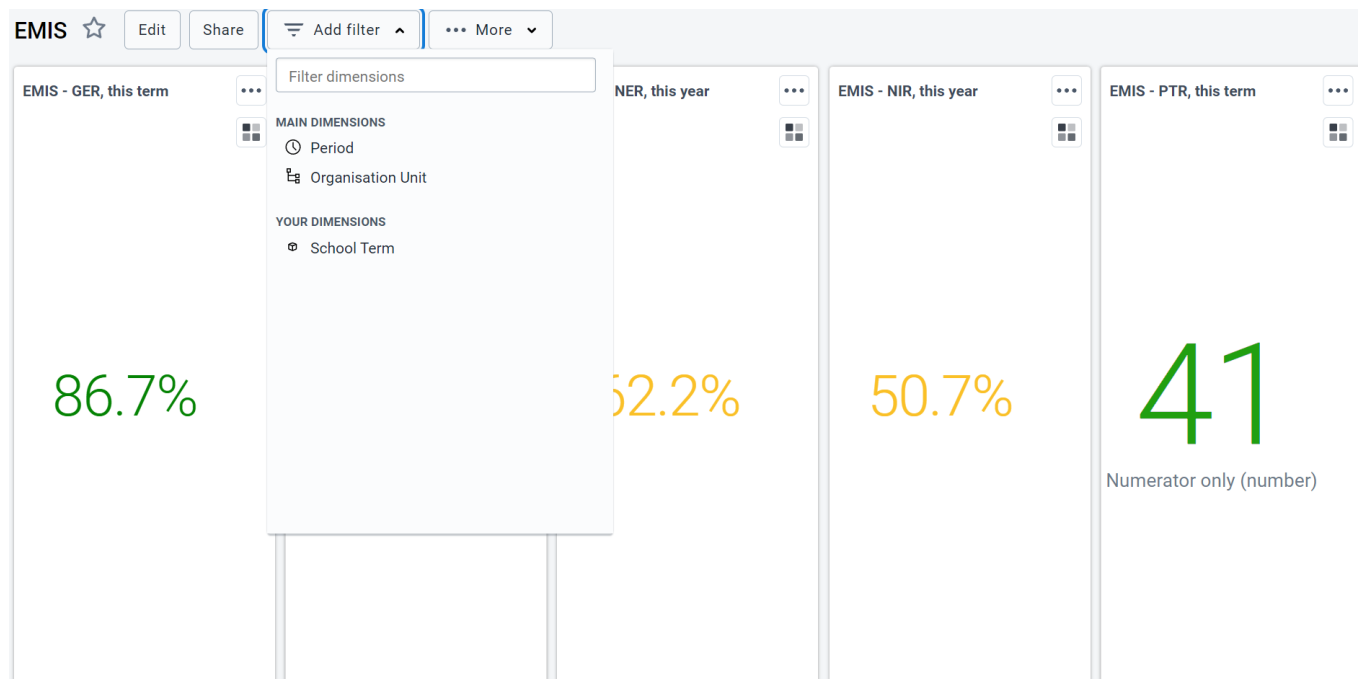 EMIS
Edit
Share
Add filter
More
Filter dimensions
MAIN DIMENSIONS
Period
Organisation Unit
YOUR DIMENSIONS
School Term
EMIS - GER, this term
86.7%
NER, this year
2.2%
EMIS - NIR, this year
50.7%
EMIS - PTR, this term
41
Numerator only (number)